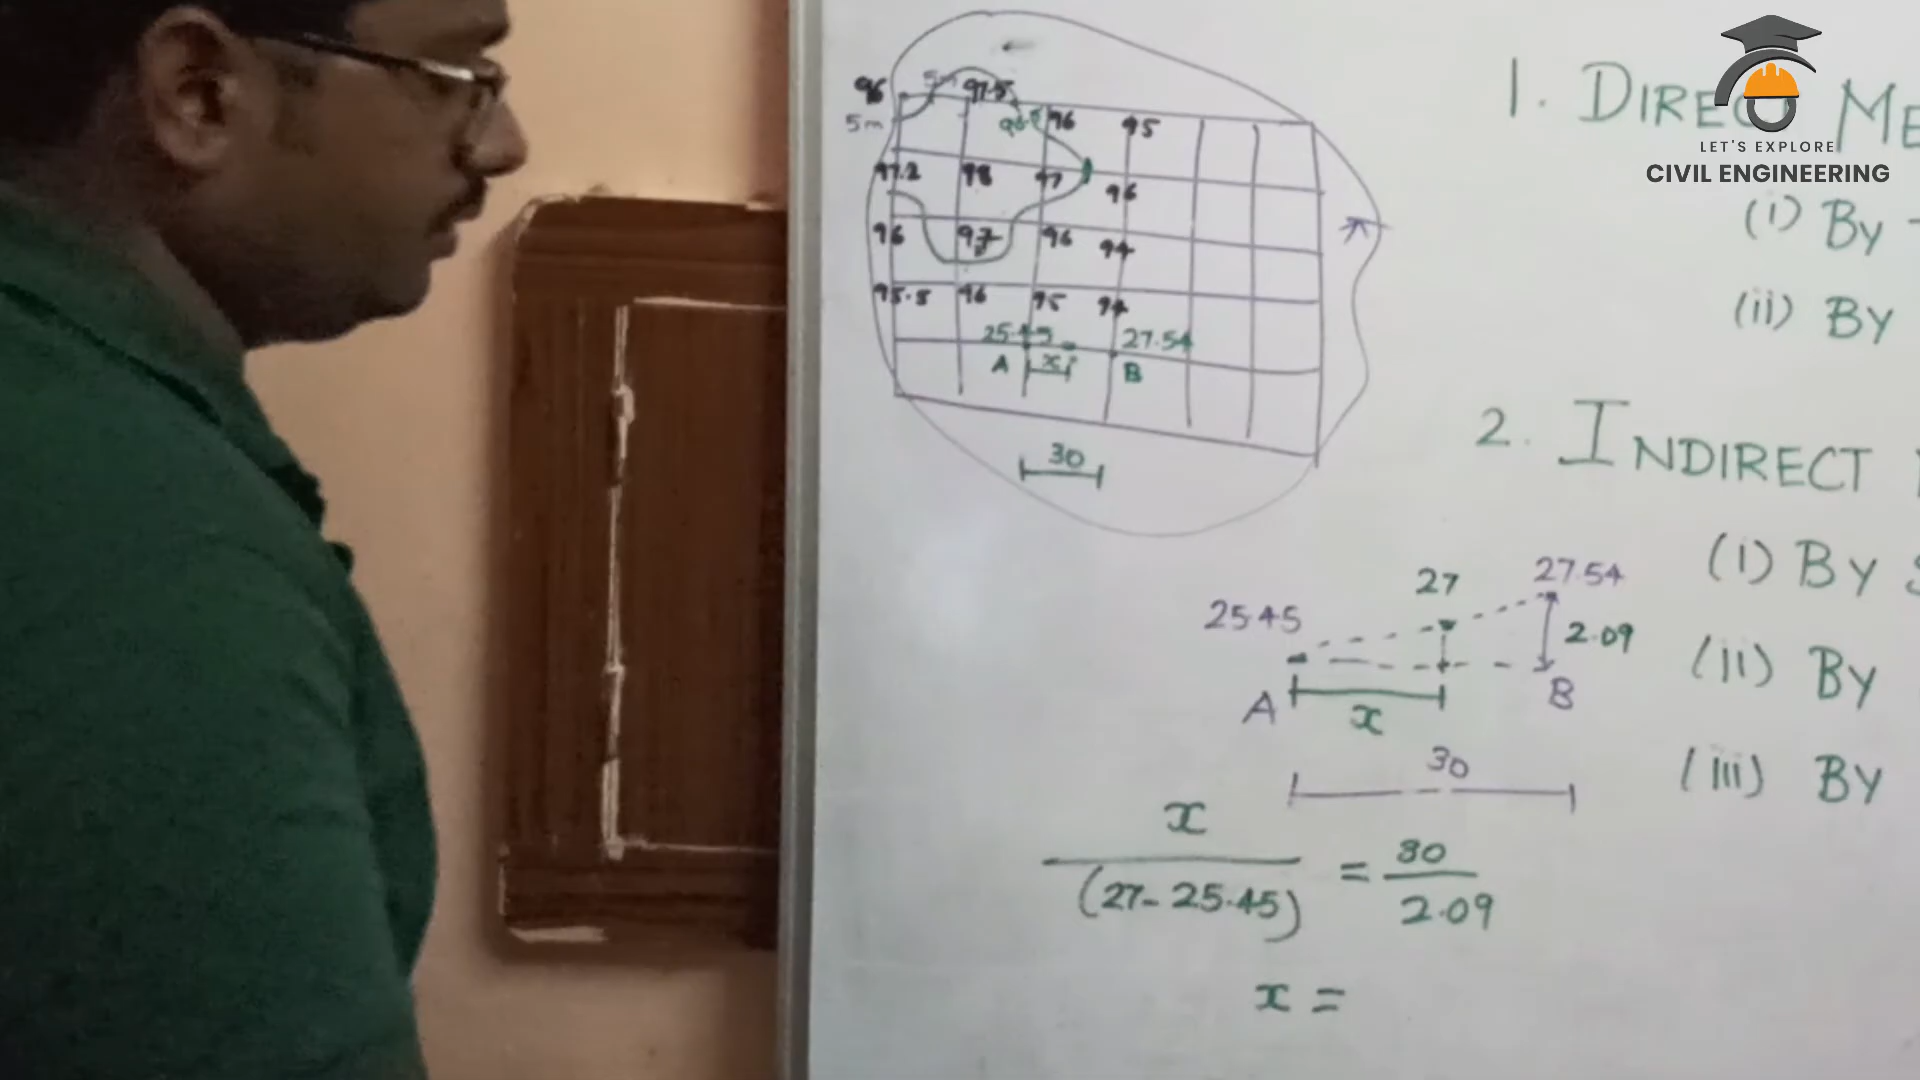 96 5m 97.5
5m 96.5 96 95
97.2 98 97 96
96 97 96 94
95.5 96 95 94
25.45 27.54
A x B
30
1. DIREC ME
(i) By
(ii) By
2. INDIRECT
(i) By
(ii) By
(iii) By
25.45 27 27.54
2.09
A x B
30
x
(27- 25.45) = 30
2.09
x =
LET'S EXPLORE
CIVIL ENGINEERING